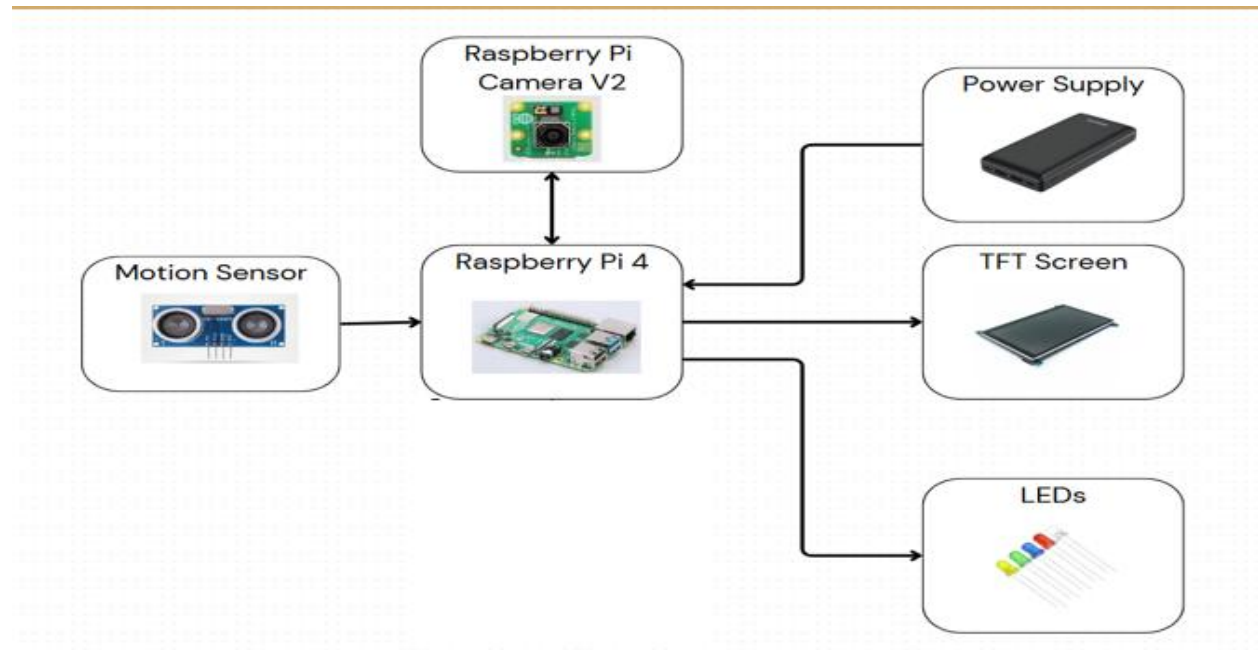 Raspberry Pi
Camera V2
Power Supply
Motion Sensor
Raspberry Pi 4
TFT Screen
LEDs